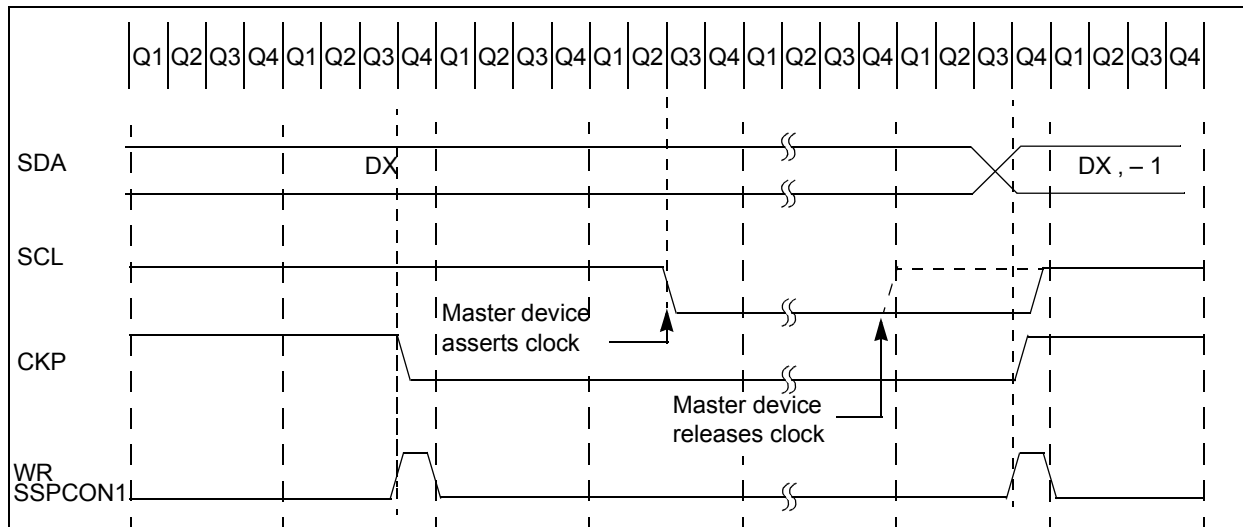 Q1 Q2 Q3 Q4 Q1 Q2 Q3 Q4 Q1 Q2 Q3 Q4 Q1 Q2 Q3 Q4 Q1 Q2 Q3 Q4 Q1 Q2 Q3 Q4 Q1 Q2 Q3 Q4
SDA
DX
DX , – 1
SCL
Master device
asserts clock
CKP
Master device
releases clock
WR
SSPCON1